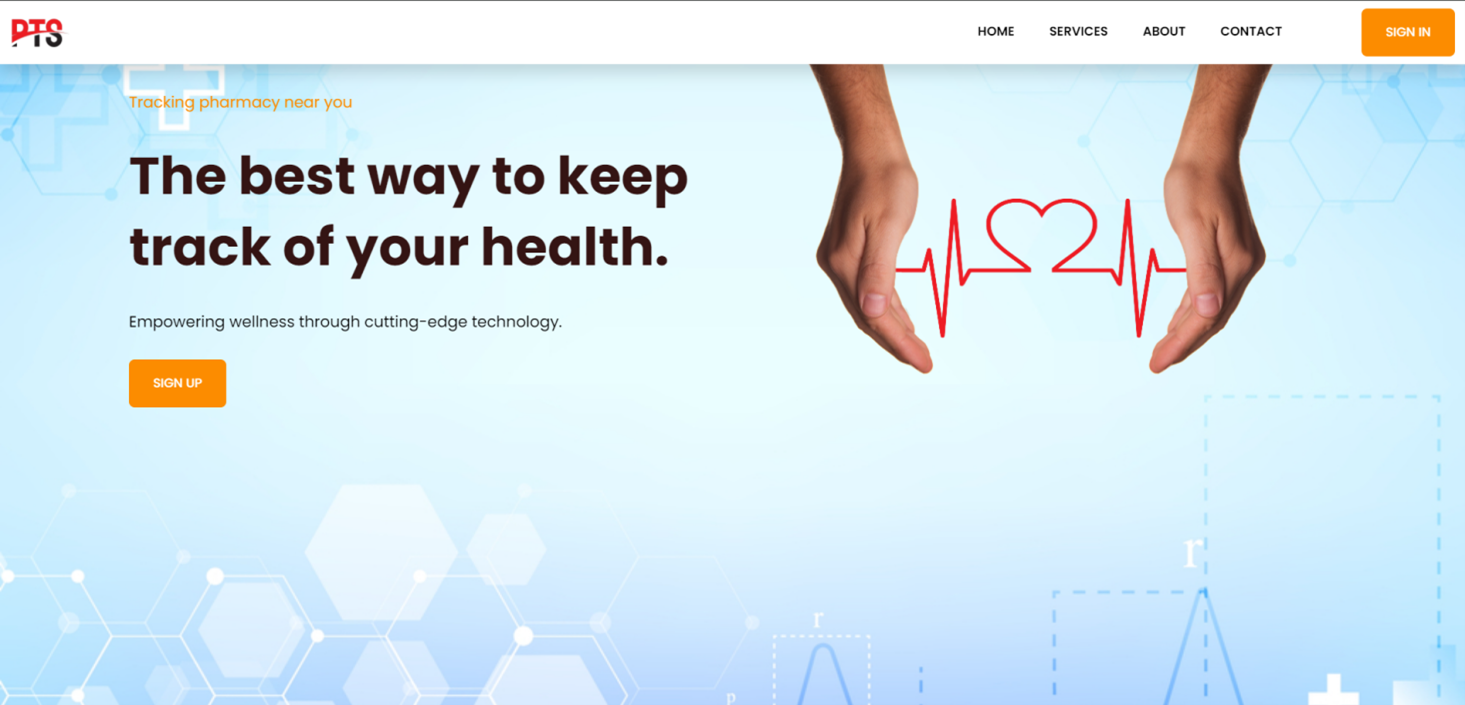 PTS
HOME SERVICES ABOUT CONTACT SIGN IN
Tracking pharmacy near you
The best way to keep
track of your health.
Empowering wellness through cutting-edge technology.
SIGN UP
r
r
p